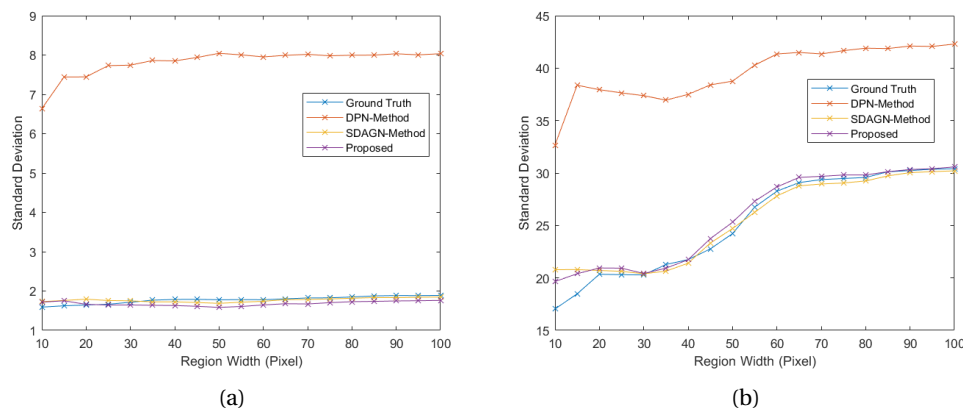 9
8
7
6
5
4
3
2
1
10 20 30 40 50 60 70 80 90 100
Standard Deviation
Region Width (Pixel)
Ground Truth
DPN-Method
SDAGN-Method
Proposed
(a)
45
40
35
30
25
20
15
10 20 30 40 50 60 70 80 90 100
Standard Deviation
Region Width (Pixel)
Ground Truth
DPN-Method
SDAGN-Method
Proposed
(b)